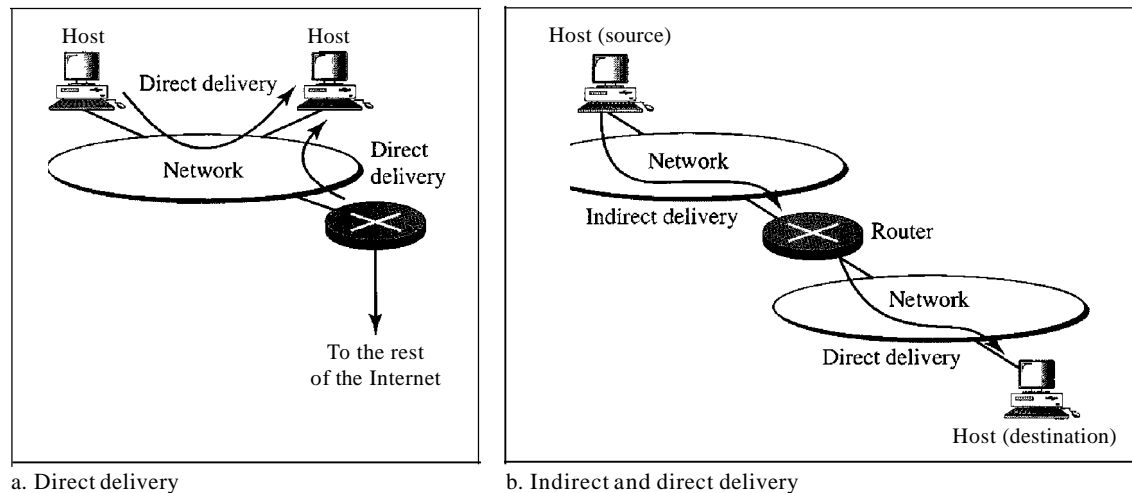 Host
Host
Direct delivery
Network
Direct
delivery
To the rest
of the Internet
a. Direct delivery
Host (source)
Network
Indirect delivery
Router
Network
Direct delivery
Host (destination)
b. Indirect and direct delivery